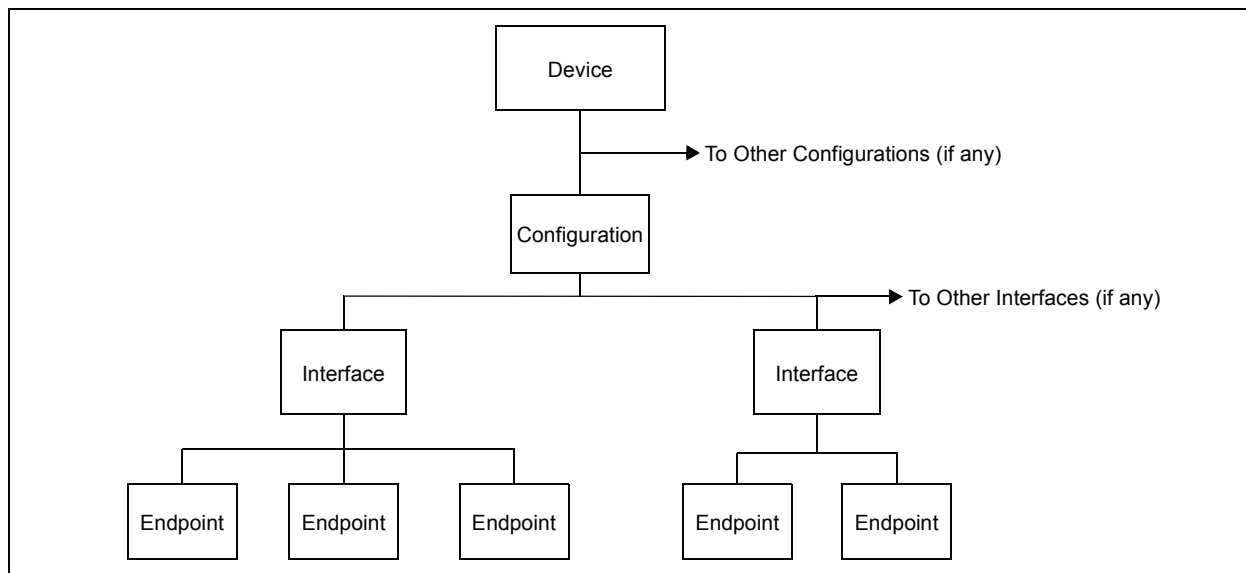 Device
To Other Configurations (if any)
Configuration
To Other Interfaces (if any)
Interface
Interface
Endpoint
Endpoint
Endpoint
Endpoint
Endpoint